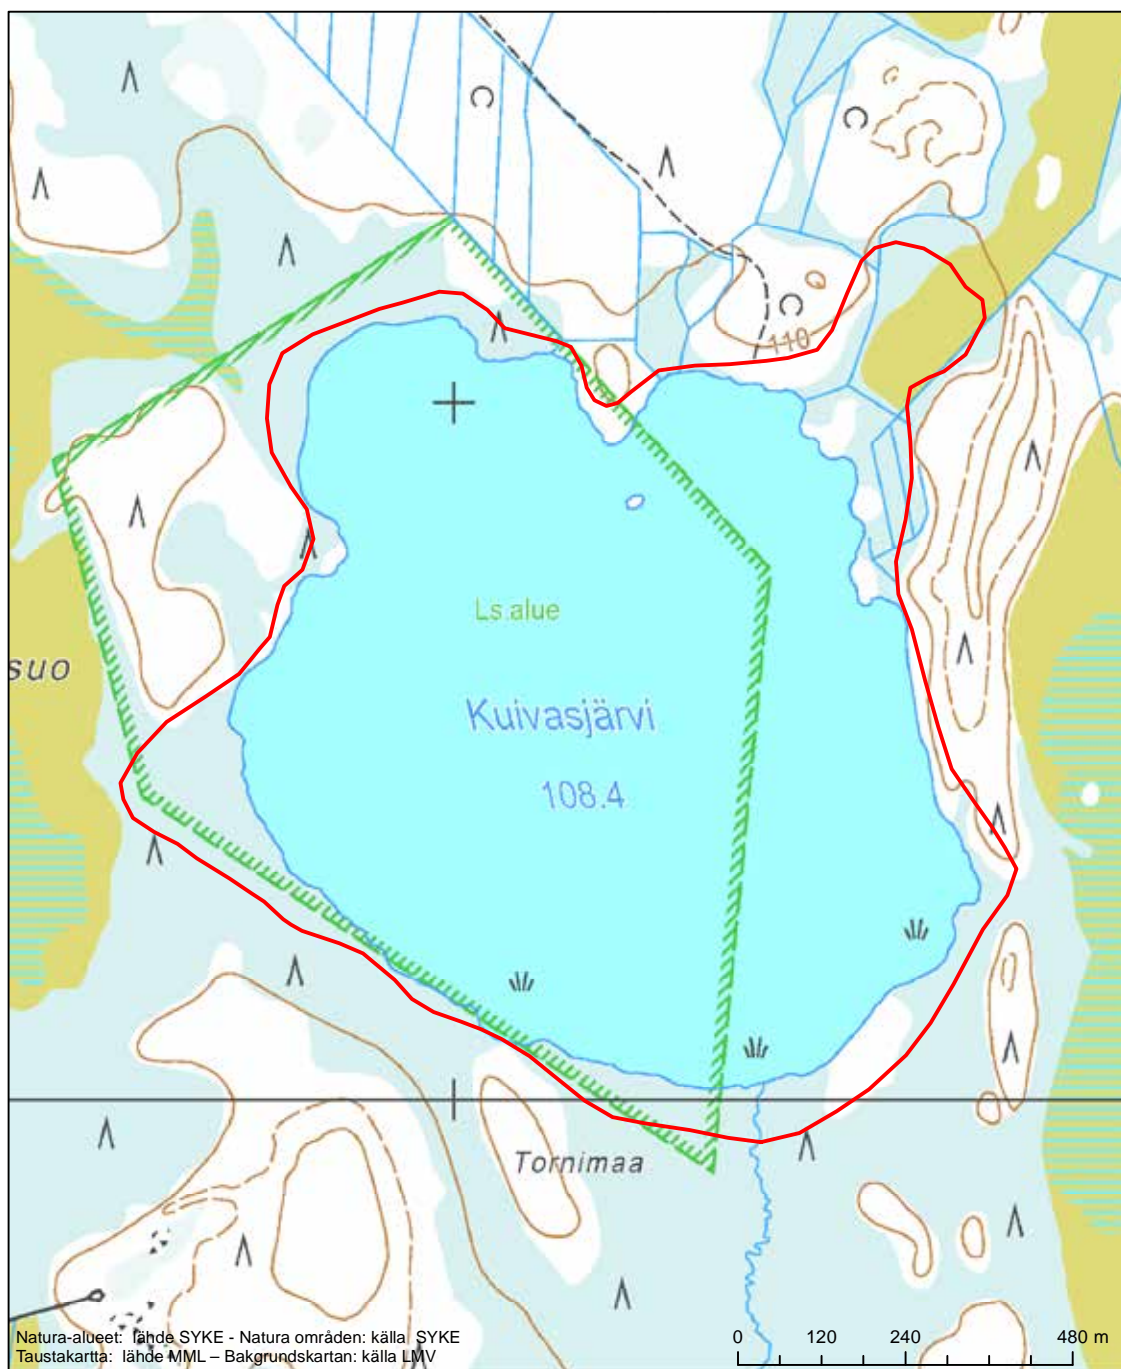 110
Ls.alue
suo
Kuivasjärvi
108.4
Tornimaa
Natura-alueet: lähde SYKE - Natura områden: källa SYKE
Taustakartta: lähde MML – Bakgrundskartan: källa LMV
0 120 240 480 m